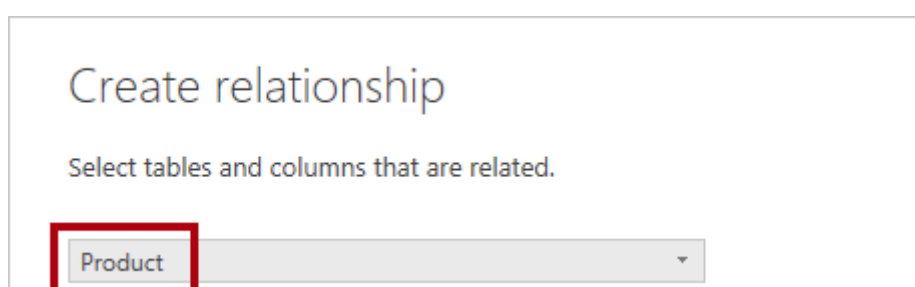 Create relationship
Select tables and columns that are related.
Product